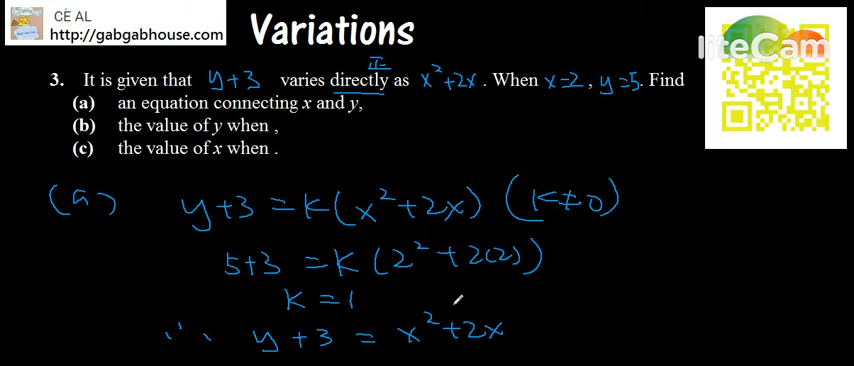 CE AL
http://gabgabhouse.com
Variations
liteCam
3. It is given that y+3 varies directly as x²+2x. When x=2, y=5. Find
(a) an equation connecting x and y,
(b) the value of y when ,
(c) the value of x when .
(a) y+3 = k(x²+2x) (k≠0)
5+3 = k(2²+2(2))
k = 1
∴ y+3 = x²+2x